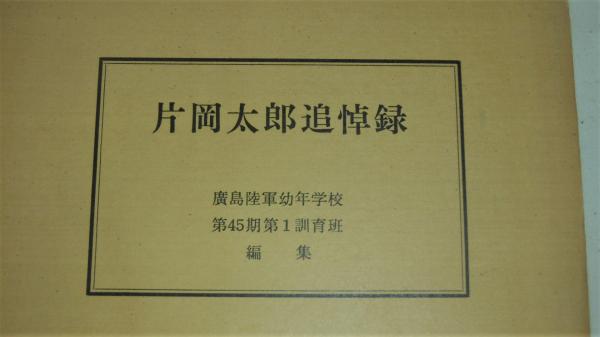 片岡太郎追悼録
廣島陸軍幼年学校
第45期第1訓育班
編集